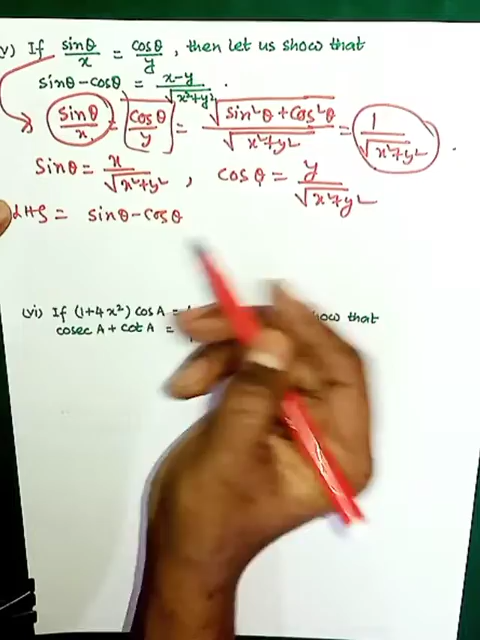 v) If sinθ/x = cosθ/y, then let us show that
sinθ-cosθ = x-y/√x²+y² .
sinθ/x = cosθ/y = √sin²θ+cos²θ/√x²+y² = 1/√x²+y² .
sinθ = x/√x²+y² , cosθ = y/√x²+y²
LHS = sinθ-cosθ
(vi) If (1+4x²) cosA = show that
cosec A + cot A =